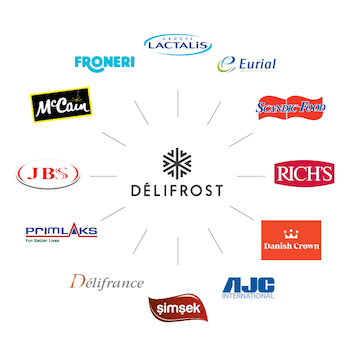 GROUPE
LACTALIS
FRONERI
Eurial
McCain
SCANDIC FOOD
JBS
DÉLIFROST
RICH'S
PRIMLAKS
For Better Lives
Danish Crown
Délifrance
AJC
INTERNATIONAL
şimşek